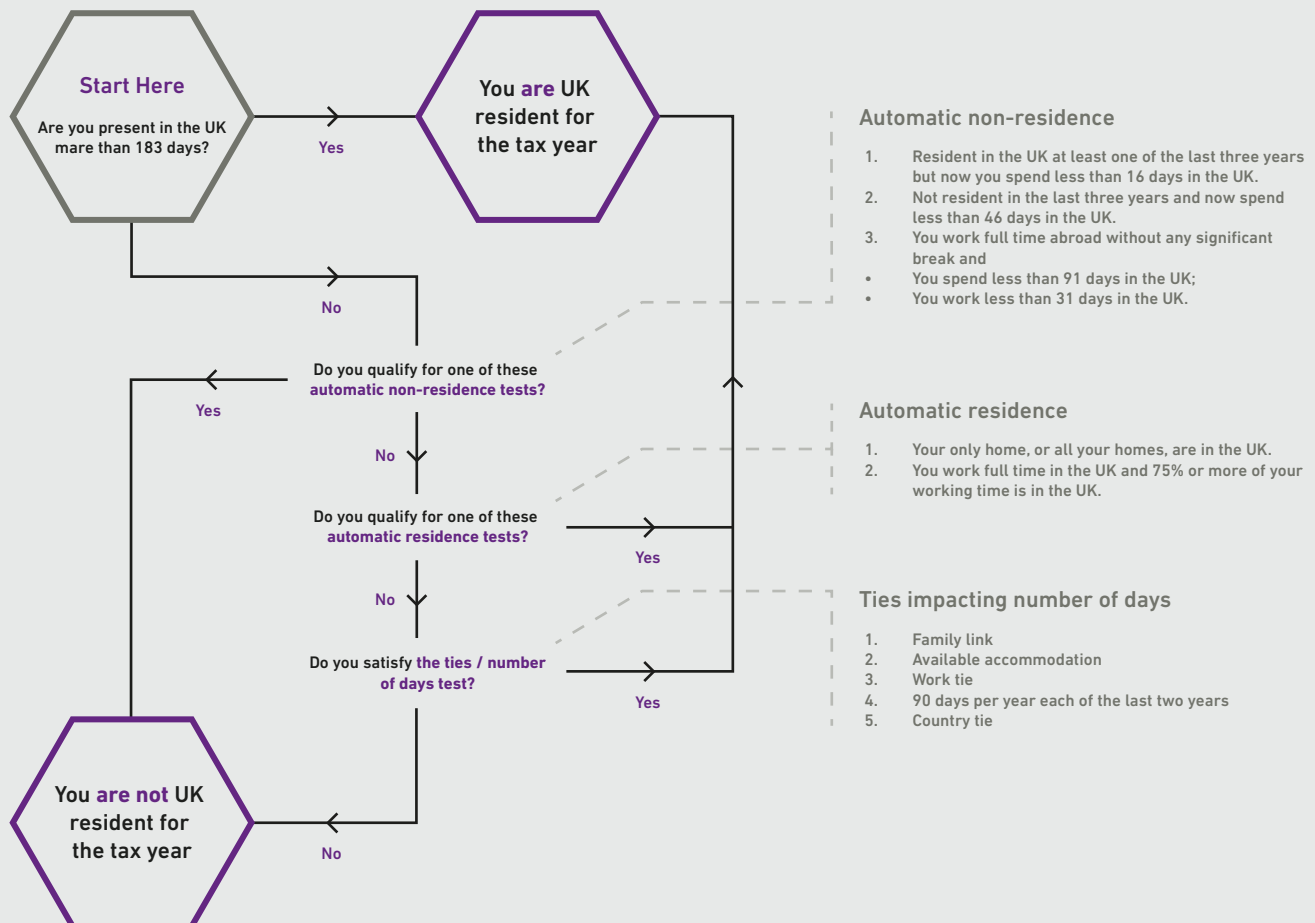 Start Here
Are you present in the UK
mare than 183 days?
Yes
You are UK
resident for
the tax year
No
Do you qualify for one of these
automatic non-residence tests?
Yes
No
Do you qualify for one of these
automatic residence tests?
Yes
No
Do you satisfy the ties / number
of days test?
Yes
No
You are not UK
resident for
the tax year
Automatic non-residence
1. Resident in the UK at least one of the last three years
but now you spend less than 16 days in the UK.
2. Not resident in the last three years and now spend
less than 46 days in the UK.
3. You work full time abroad without any significant
break and
• You spend less than 91 days in the UK;
• You work less than 31 days in the UK.
Automatic residence
1. Your only home, or all your homes, are in the UK.
2. You work full time in the UK and 75% or more of your
working time is in the UK.
Ties impacting number of days
1. Family link
2. Available accommodation
3. Work tie
4. 90 days per year each of the last two years
5. Country tie